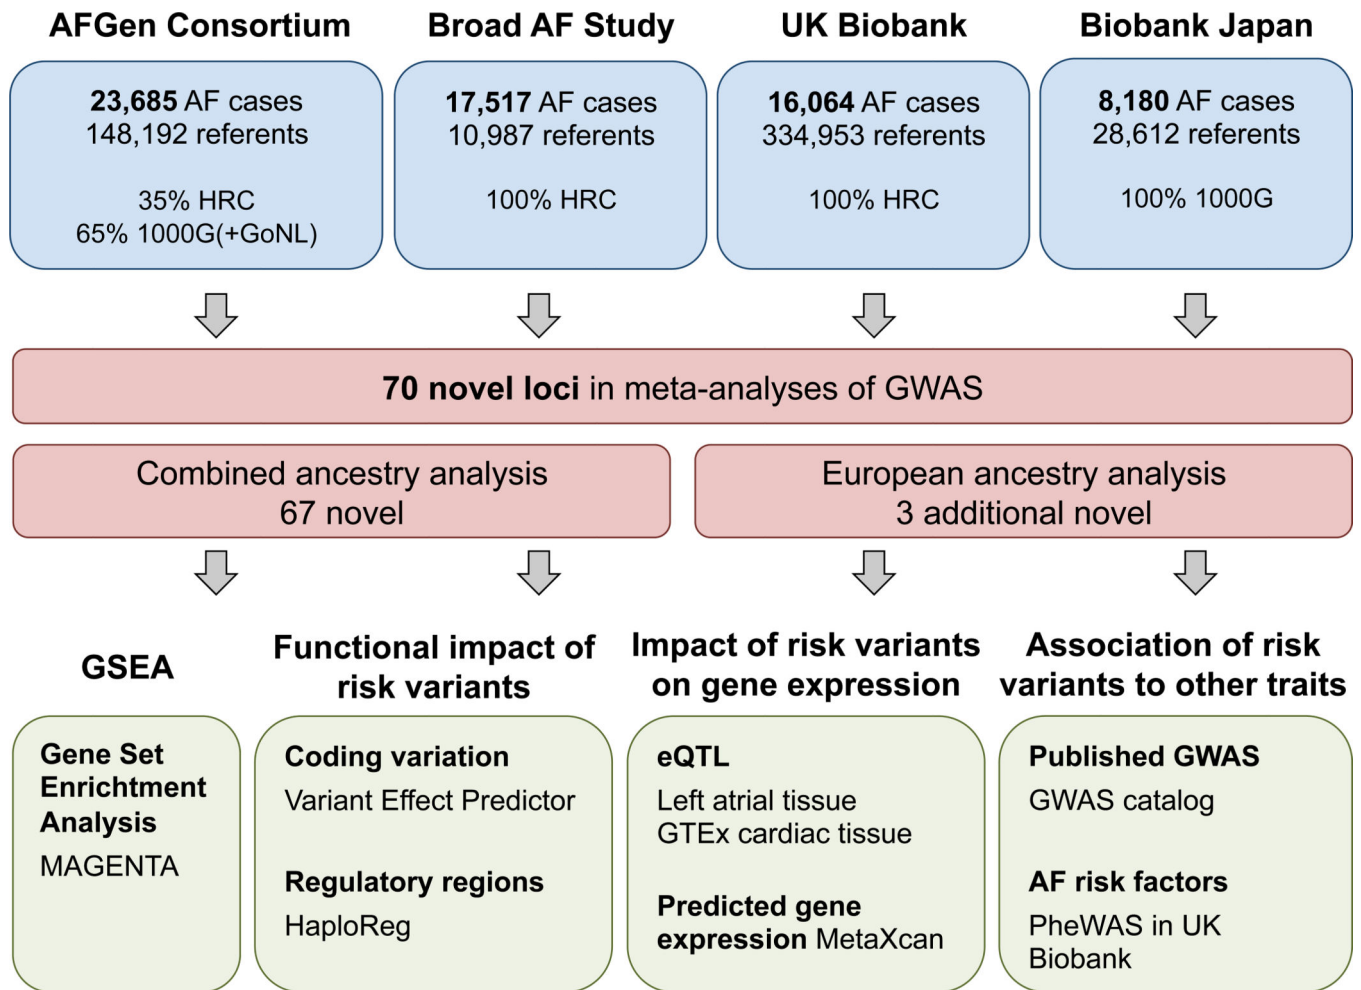 AFGen Consortium
Broad AF Study
UK Biobank
Biobank Japan
23,685 AF cases
148,192 referents
35% HRC
65% 1000G(+GoNL)
17,517 AF cases
10,987 referents
100% HRC
16,064 AF cases
334,953 referents
100% HRC
8,180 AF cases
28,612 referents
100% 1000G
70 novel loci in meta-analyses of GWAS
Combined ancestry analysis
67 novel
European ancestry analysis
3 additional novel
GSEA
Gene Set
Enrichtment
Analysis
MAGENTA
Functional impact of
risk variants
Coding variation
Variant Effect Predictor
Regulatory regions
HaploReg
Impact of risk variants
on gene expression
eQTL
Left atrial tissue
GTEx cardiac tissue
Predicted gene
expression MetaXcan
Association of risk
variants to other traits
Published GWAS
GWAS catalog
AF risk factors
PheWAS in UK
Biobank